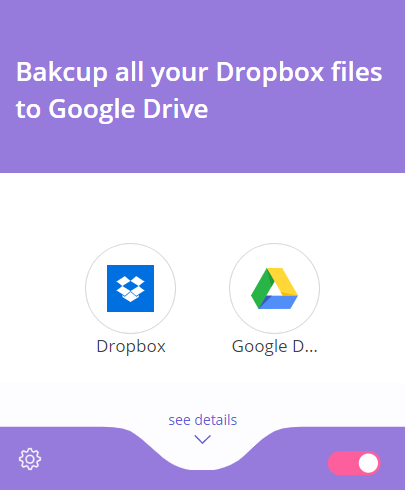 Bakcup all your Dropbox files
to Google Drive
Dropbox
Google D...
see details